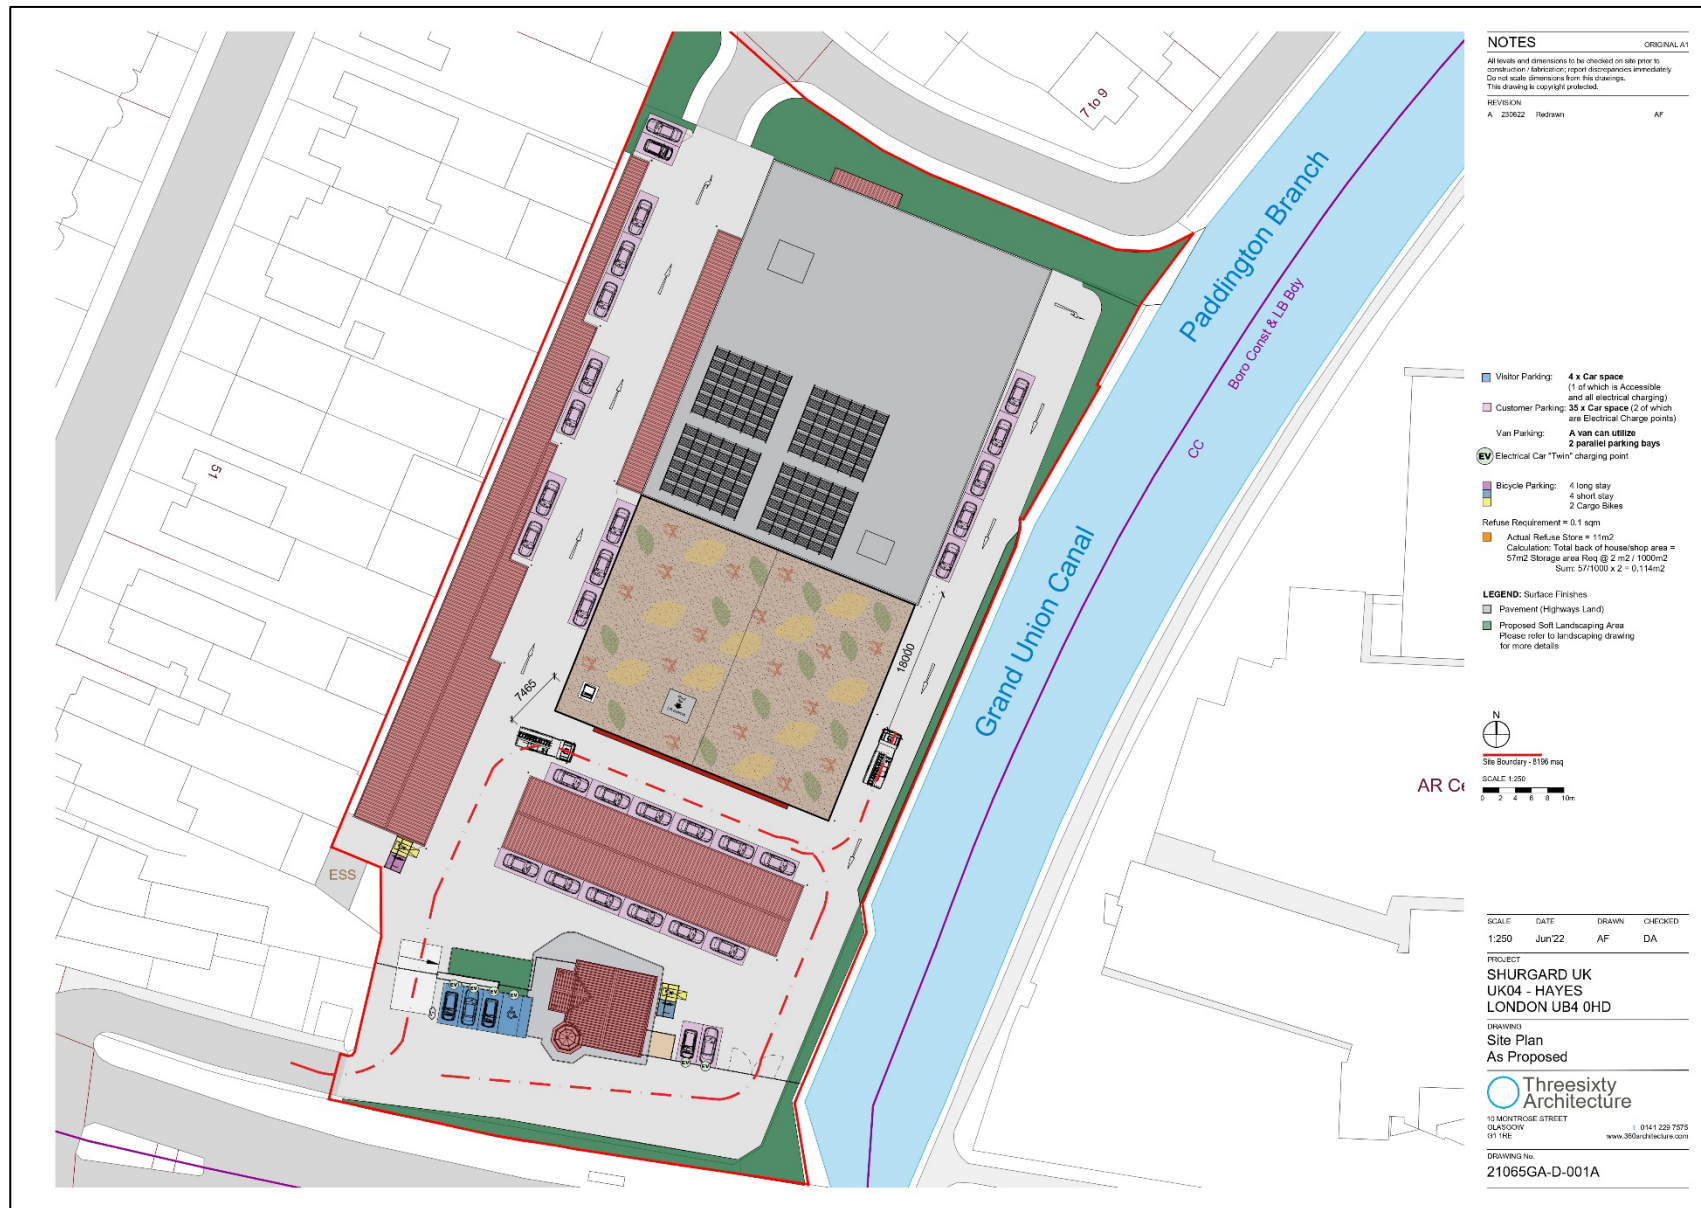 NOTES
ORIGINAL A1
All levels and dimensions to be checked on site prior to
construction / fabrication; report discrepancies immediately.
Do not scale dimensions from this drawings.
This drawing is copyright protected.
REVISION
A 230622 Redrawn AF
7 to 9
Paddington Branch
Boro Const & LB Bdy
CC
Grand Union Canal
51
18000
7465
ESS
AR Ce
EV EV EV EV
EV EV
Visitor Parking: 4 x Car space
(1 of which is Accessible
and all electrical charging)
Customer Parking: 35 x Car space (2 of which
are Electrical Charge points)
Van Parking: A van can utilize
2 parallel parking bays
EV Electrical Car "Twin" charging point
Bicycle Parking: 4 long stay
4 short stay
2 Cargo Bikes
Refuse Requirement = 0.1 sqm
Actual Refuse Store = 11m2
Calculation: Total back of house/shop area =
57m2 Storage area Req @ 2 m2 / 1000m2
Sum: 57/1000 x 2 = 0.114m2
LEGEND: Surface Finishes
Pavement (Highways Land)
Proposed Soft Landscaping Area
Please refer to landscaping drawing
for more details
N
Site Boundary - 8196 msq
SCALE 1:250
0 2 4 6 8 10m
SCALE DATE DRAWN CHECKED
1:250 Jun'22 AF DA
PROJECT
SHURGARD UK
UK04 - HAYES
LONDON UB4 0HD
DRAWING
Site Plan
As Proposed
Threesixty
Architecture
10 MONTROSE STREET
GLASGOW
G1 1RE
t 0141 229 7575
www.360architecture.com
DRAWING No.
21065GA-D-001A